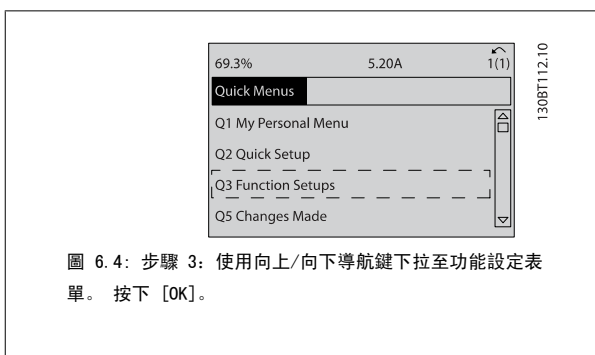 69.3% 5.20A 1(1)
Quick Menus
Q1 My Personal Menu
Q2 Quick Setup
Q3 Function Setups
Q5 Changes Made
130BT112.10
圖 6.4: 步驟 3：使用向上/向下導航鍵下拉至功能設定表
單。 按下 [OK]。